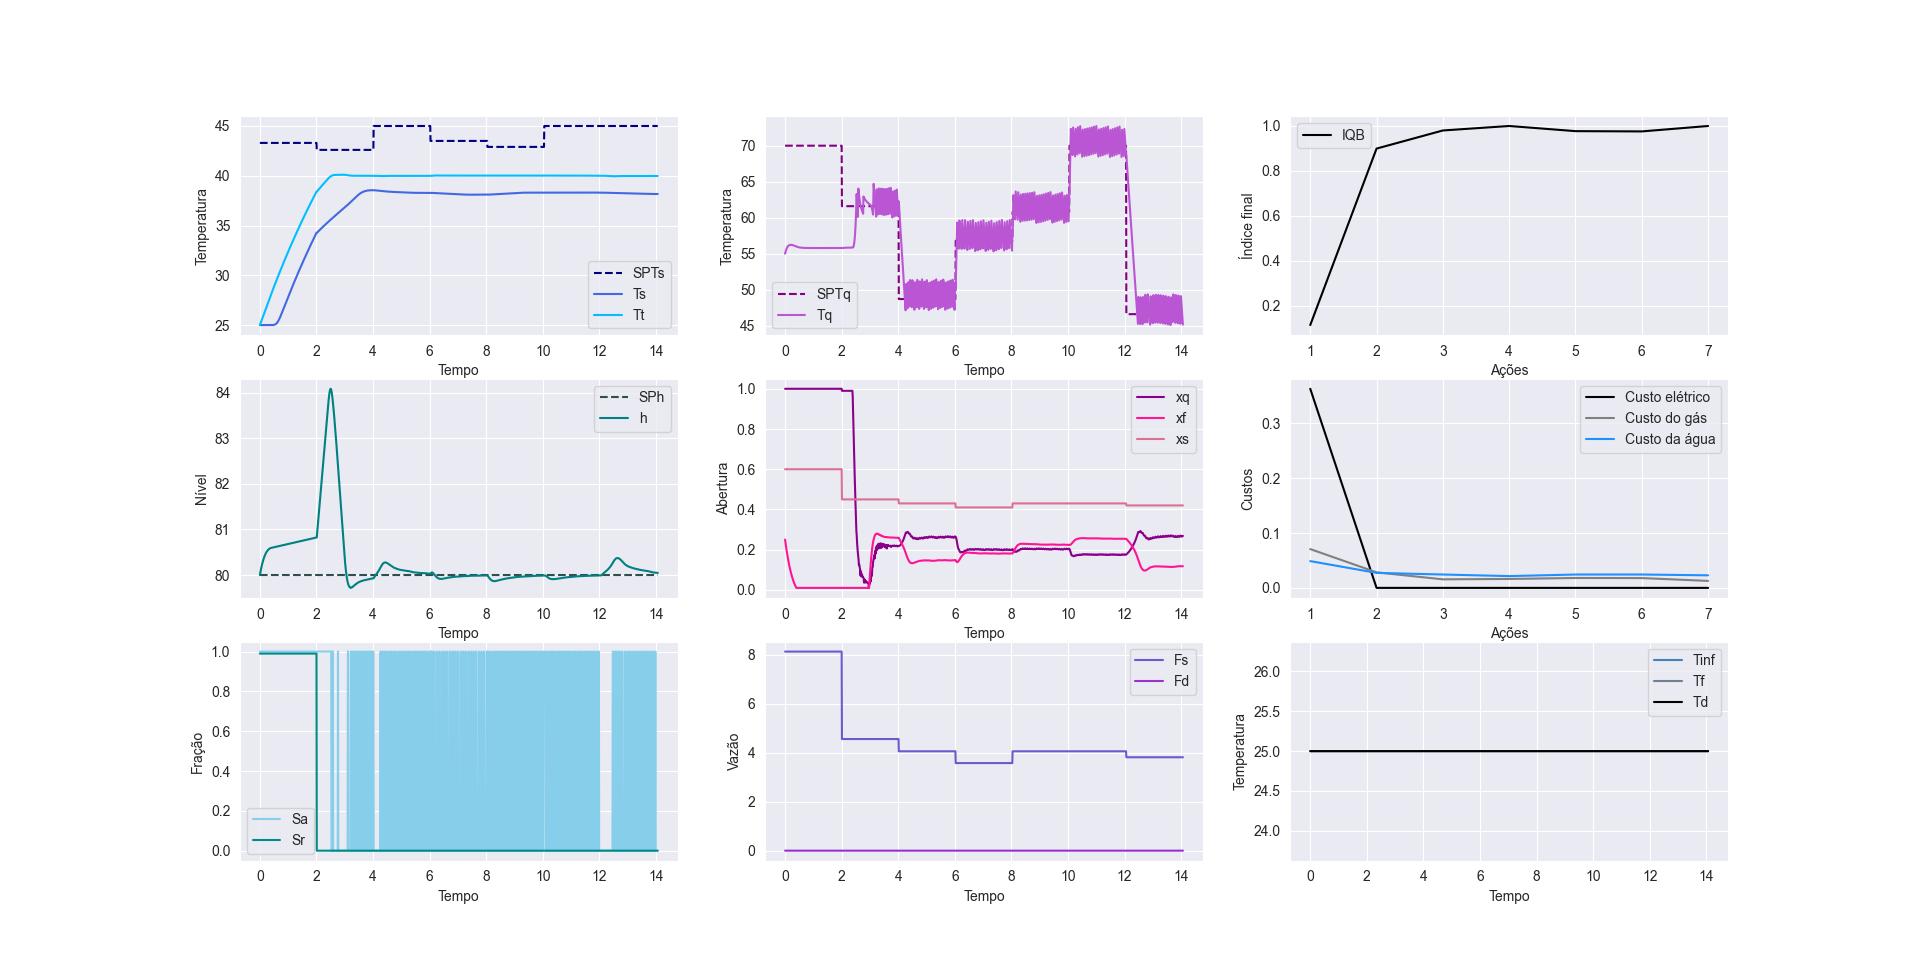 45
40
35
30
25
Temperatura
SPTs
Ts
Tt
0 2 4 6 8 10 12 14
Tempo
70
65
60
55
50
45
Temperatura
SPTq
Tq
0 2 4 6 8 10 12 14
Tempo
1.0
0.8
0.6
0.4
0.2
Índice final
IQB
1 2 3 4 5 6 7
Ações
84
83
82
81
80
Nível
SPh
h
0 2 4 6 8 10 12 14
Tempo
1.0
0.8
0.6
0.4
0.2
0.0
Abertura
xq
xf
xs
0 2 4 6 8 10 12 14
Tempo
0.3
0.2
0.1
0.0
Custos
Custo elétrico
Custo do gás
Custo da água
1 2 3 4 5 6 7
Ações
1.0
0.8
0.6
0.4
0.2
0.0
Fração
Sa
Sr
0 2 4 6 8 10 12 14
Tempo
8
6
4
2
0
Vazão
Fs
Fd
0 2 4 6 8 10 12 14
Tempo
26.0
25.5
25.0
24.5
24.0
Temperatura
Tinf
Tf
Td
0 2 4 6 8 10 12 14
Tempo